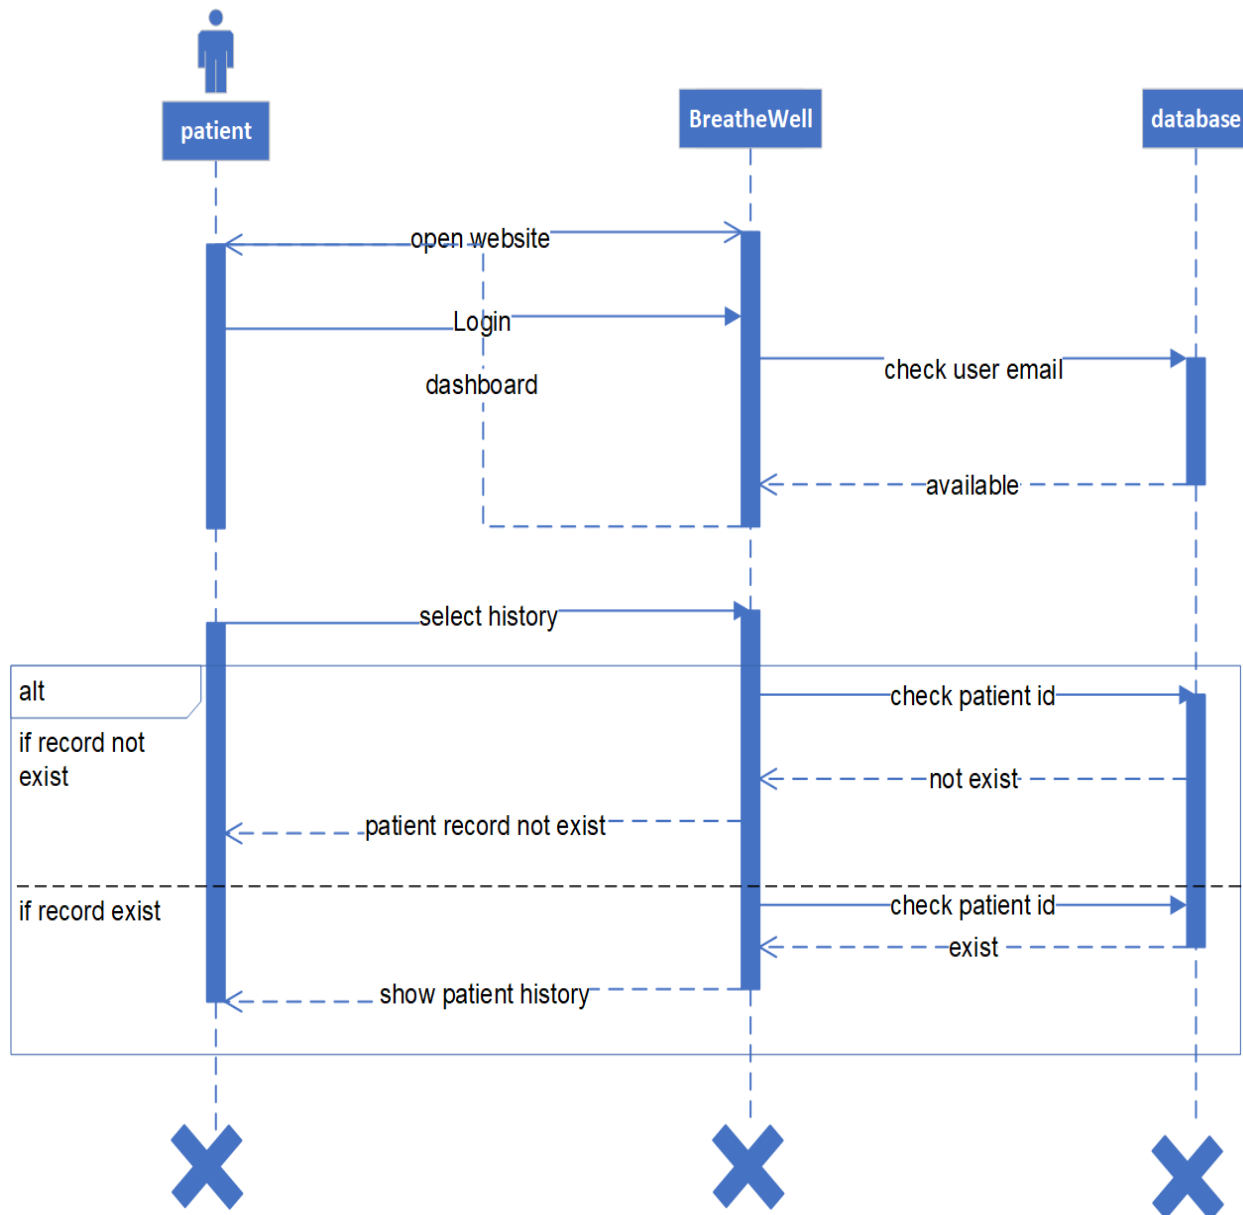 patient
BreatheWell
database
open website
Login
check user email
dashboard
available
select history
alt
check patient id
if record not
exist
not exist
patient record not exist
if record exist
check patient id
exist
show patient history